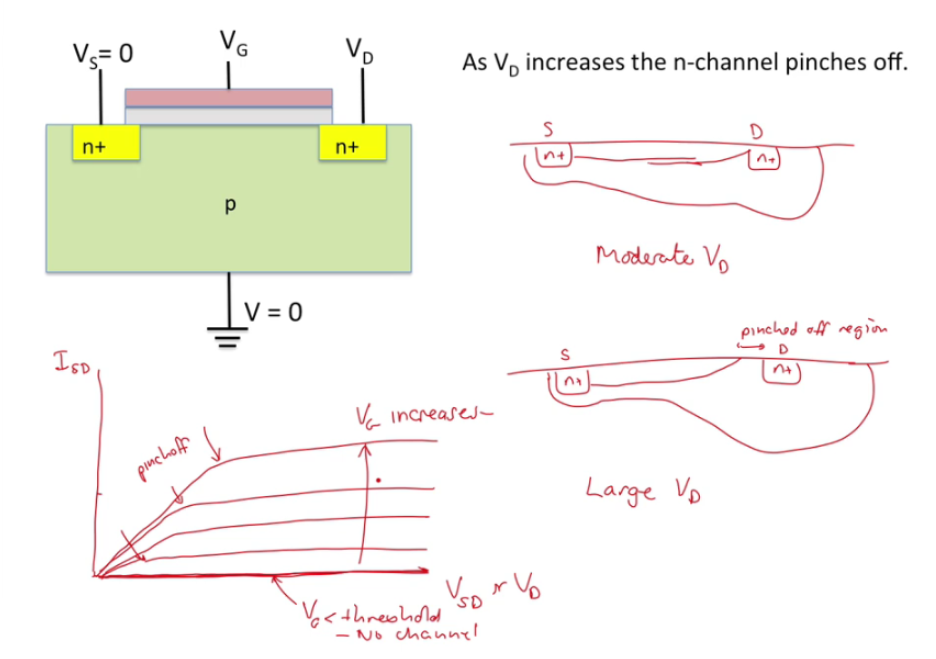 V_S= 0
V_G
V_D
As V_D increases the n-channel pinches off.
n+
n+
p
V = 0
S
D
n+
n+
Moderate V_D
pinched off region
S
D
n+
n+
Large V_D
I_SD
V_G increases
pinchoff
V_SD or V_D
V_G < threshold
- No channel